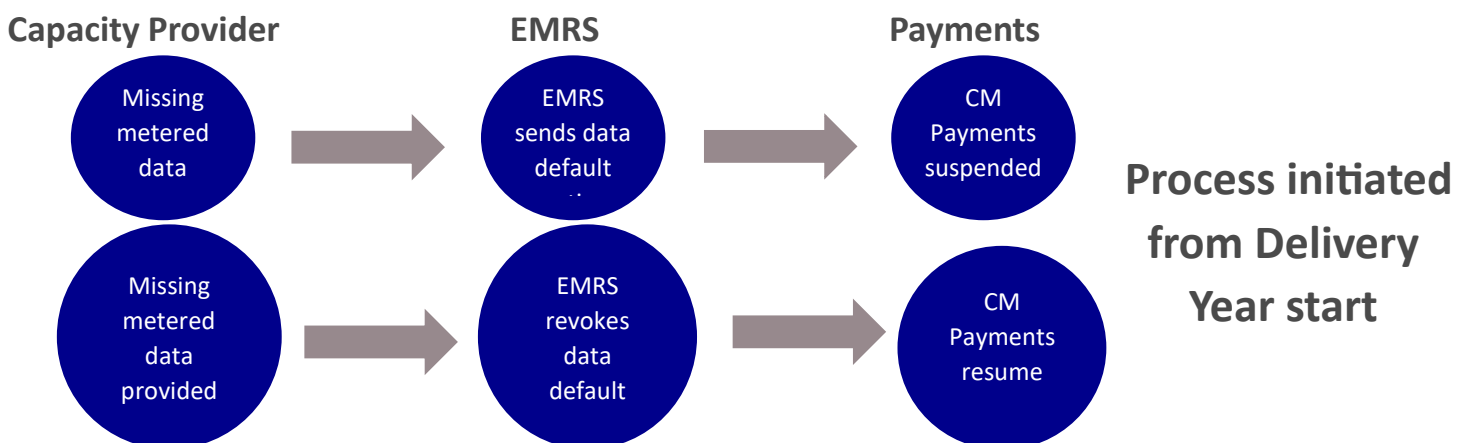 Capacity Provider
EMRS
Payments
Missing
metered
data
EMRS
sends data
default
CM
Payments
suspended
Missing
metered
data
provided
EMRS
revokes
data
default
CM
Payments
resume
Process initiated
from Delivery
Year start